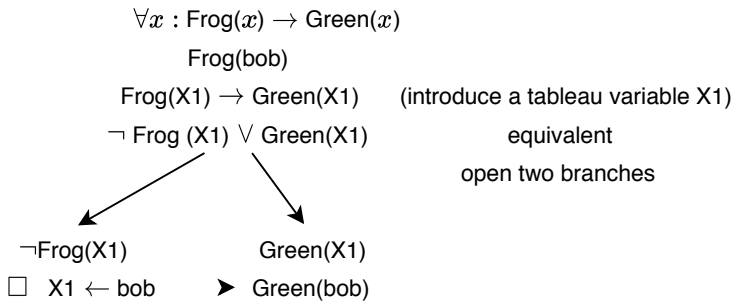 ∀x : Frog(x) → Green(x)
Frog(bob)
Frog(X1) → Green(X1) (introduce a tableau variable X1)
¬ Frog (X1) ∨ Green(X1) equivalent
open two branches
¬Frog(X1) Green(X1)
□ X1 ← bob ➤ Green(bob)